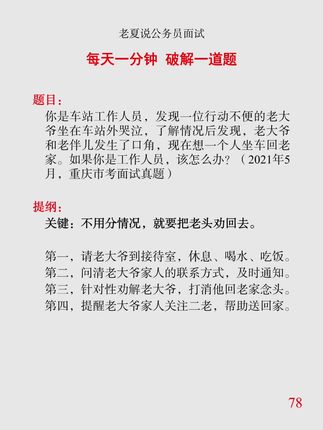 老夏说公务员面试
每天一分钟 破解一道题
题目：
你是车站工作人员，发现一位行动不便的老大
爷坐在车站外哭泣，了解情况后发现，老大爷
和老伴儿发生了口角，现在想一个人坐车回老
家。如果你是工作人员，该怎么办？（2021年5
月，重庆市考面试真题）
提纲：
关键：不用分情况，就要把老头劝回去。
第一，请老大爷到接待室，休息、喝水、吃饭。
第二，问清老大爷家人的联系方式，及时通知。
第三，针对性劝解老大爷，打消他回老家念头。
第四，提醒老大爷家人关注二老，帮助送回家。
78